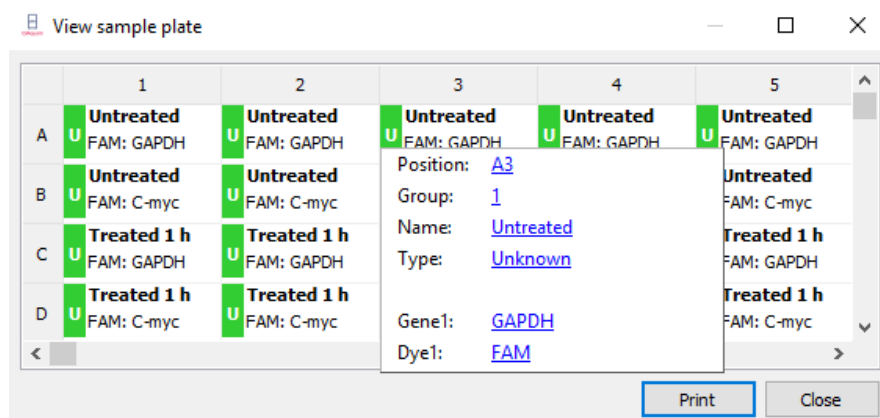 View sample plate
1 2 3 4 5
A
U Untreated FAM: GAPDH
U Untreated FAM: GAPDH
U Untreated FAM: GAPDH
U Untreated FAM: GAPDH
U Untreated FAM: GAPDH
B
U Untreated FAM: C-myc
U Untreated FAM: C-myc
Untreated FAM: C-myc
C
U Treated 1 h FAM: GAPDH
U Treated 1 h FAM: GAPDH
Treated 1 h FAM: GAPDH
D
U Treated 1 h FAM: C-myc
U Treated 1 h FAM: C-myc
Treated 1 h FAM: C-myc
Position: A3
Group: 1
Name: Untreated
Type: Unknown
Gene1: GAPDH
Dye1: FAM
Print Close